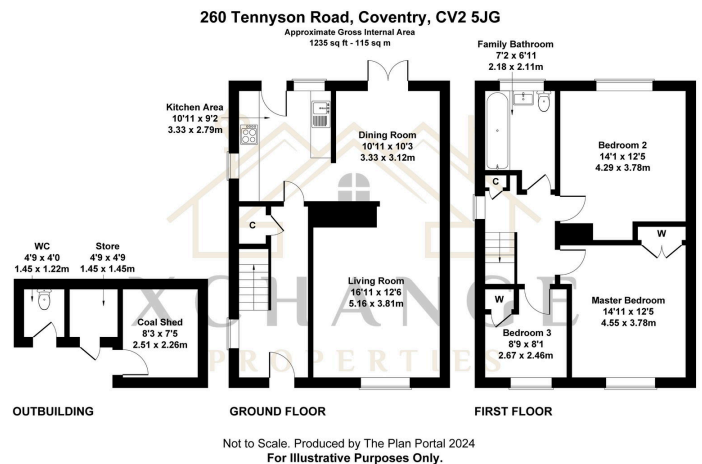 260 Tennyson Road, Coventry, CV2 5JG
Approximate Gross Internal Area
1235 sq ft - 115 sq m
Family Bathroom
7'2 x 6'11
2.18 x 2.11m
Kitchen Area
10'11 x 9'2
3.33 x 2.79m
Dining Room
10'11 x 10'3
3.33 x 3.12m
Bedroom 2
14'1 x 12'5
4.29 x 3.78m
C
C
W
WC
4'9 x 4'0
1.45 x 1.22m
Store
4'9 x 4'9
1.45 x 1.45m
Living Room
16'11 x 12'6
5.16 x 3.81m
Master Bedroom
14'11 x 12'5
4.55 x 3.78m
W
Coal Shed
8'3 x 7'5
2.51 x 2.26m
Bedroom 3
8'9 x 8'1
2.67 x 2.46m
XCHANGE
PROPERTIES
OUTBUILDING
GROUND FLOOR
FIRST FLOOR
Not to Scale. Produced by The Plan Portal 2024
For Illustrative Purposes Only.